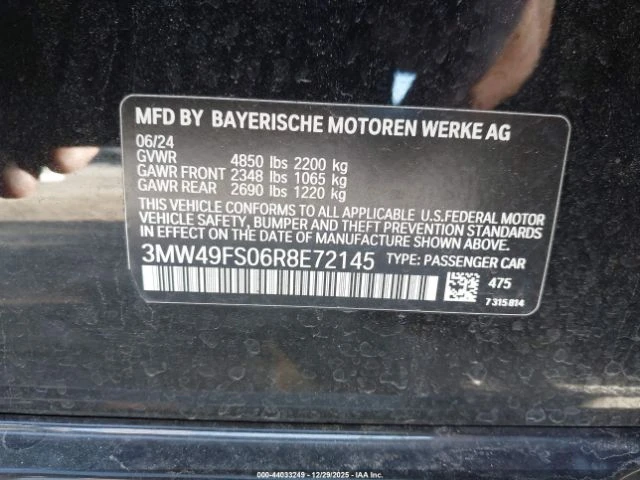 MFD BY BAYERISCHE MOTOREN WERKE AG
06/24
GVWR 4850 lbs 2200 kg
GAWR FRONT 2348 lbs 1065 kg
GAWR REAR 2690 lbs 1220 kg
THIS VEHICLE CONFORMS TO ALL APPLICABLE U.S.FEDERAL MOTOR
VEHICLE SAFETY, BUMPER AND THEFT PREVENTION STANDARDS
IN EFFECT ON THE DATE OF MANUFACTURE SHOWN ABOVE.
3MW49FS06R8E72145 TYPE: PASSENGER CAR
475
7315814
000-44033249 12/29/2025 - IAA Inc.